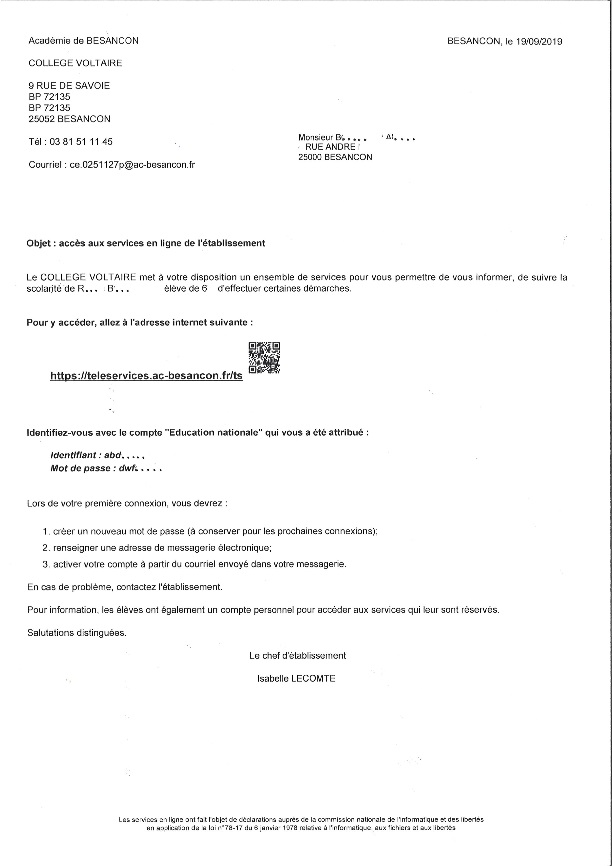 Académie de BESANCON
BESANCON, le 19/09/2019
COLLEGE VOLTAIRE
9 RUE DE SAVOIE
BP 72135
BP 72135
25052 BESANCON
Tél : 03 81 51 11 45
Courriel : ce.0251127p@ac-besancon.fr
Monsieur B..... Al....
RUE ANDRE
25000 BESANCON
Objet : accès aux services en ligne de l'établissement
Le COLLEGE VOLTAIRE met à votre disposition un ensemble de services pour vous permettre de vous informer, de suivre la
scolarité de R.... B... élève de 6 d'effectuer certaines démarches.
Pour y accéder, allez à l'adresse internet suivante :
https://teleservices.ac-besancon.fr/ts
Identifiez-vous avec le compte "Education nationale" qui vous a été attribué :
Identifiant : abd.....
Mot de passe : dwf.....
Lors de votre première connexion, vous devrez :
1. créer un nouveau mot de passe (à conserver pour les prochaines connexions);
2. renseigner une adresse de messagerie électronique;
3. activer votre compte à partir du courriel envoyé dans votre messagerie.
En cas de problème, contactez l'établissement.
Pour information, les élèves ont également un compte personnel pour accéder aux services qui leur sont réservés.
Salutations distinguées.
Le chef d'établissement
Isabelle LECOMTE
Les services en ligne ont fait l'objet de déclarations auprès de la commission nationale de l'informatique et des libertés
en application de la loi n°78-17 du 6 janvier 1978 relative à l'informatique, aux fichiers et aux libertés